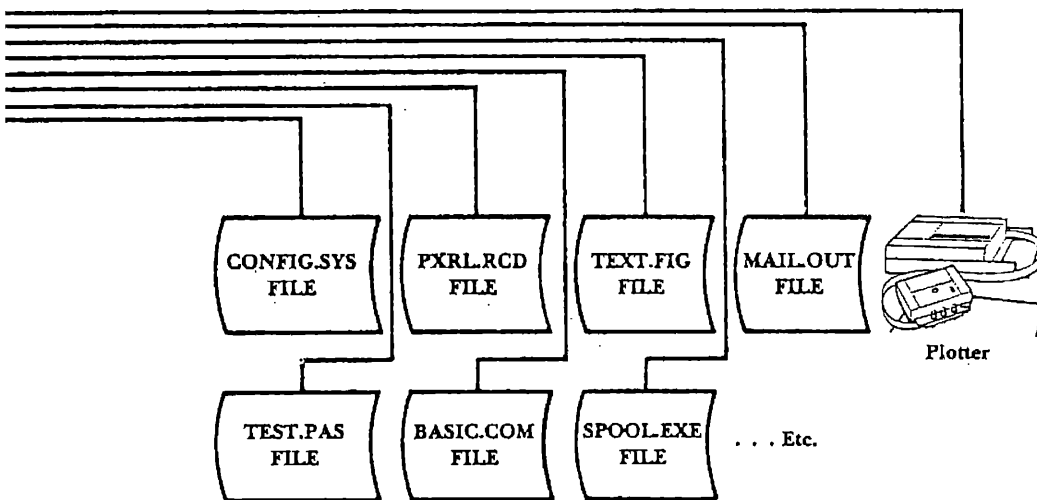 CONFIG.SYS
FILE
PXRL.RCD
FILE
TEXT.FIG
FILE
MAIL.OUT
FILE
Plotter
TEST.PAS
FILE
BASIC.COM
FILE
SPOOL.EXE
FILE
. . . Etc.